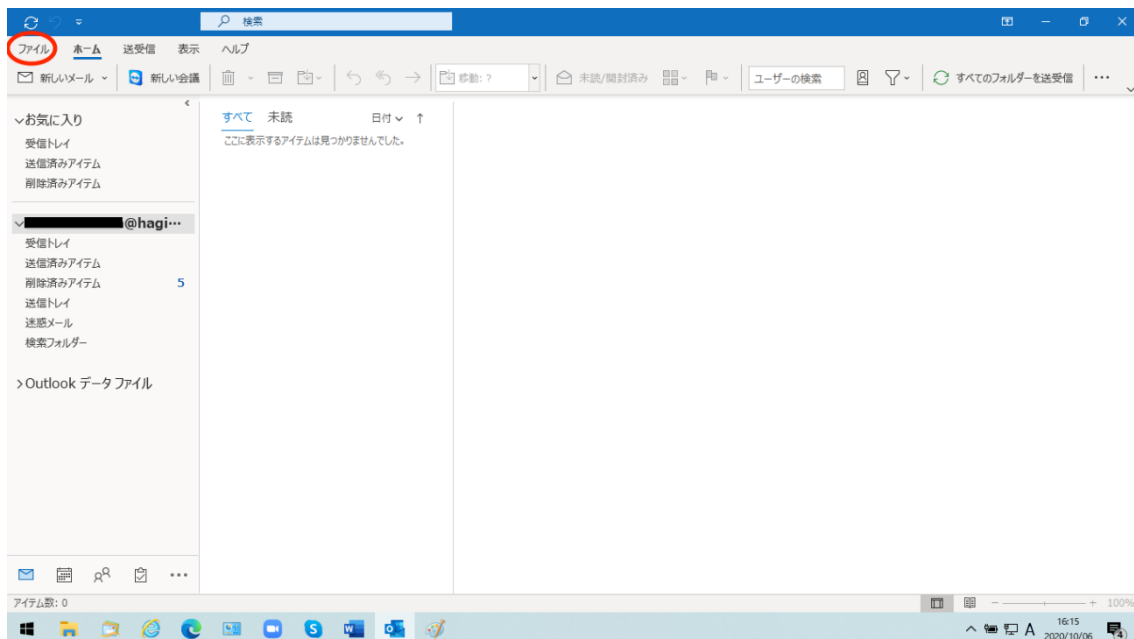 検索
ファイル ホーム 送受信 表示 ヘルプ
新しいメール 新しい会議 移動: ? 未読/開封済み ユーザーの検索 すべてのフォルダーを送受信 …
お気に入り
受信トレイ
送信済みアイテム
削除済みアイテム
@hagi…
受信トレイ
送信済みアイテム
削除済みアイテム 5
送信トレイ
迷惑メール
検索フォルダー
Outlook データ ファイル
すべて 未読 日付 ↑
ここに表示するアイテムは見つかりませんでした。
アイテム数: 0
100%
A 16:15
2020/10/06
4